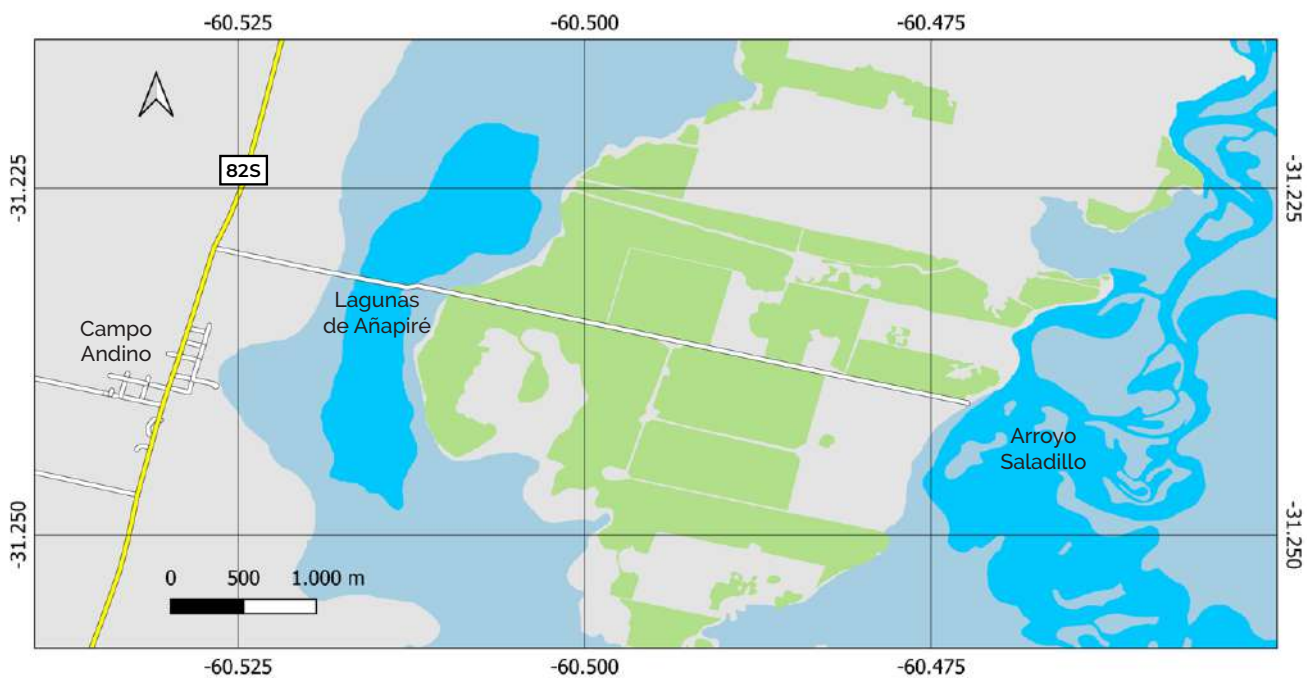 -60.525
-60.500
-60.475
-31.225
82S
-31.225
Lagunas
de Añapiré
Campo
Andino
Arroyo
Saladillo
-31.250
-31.250
0 500 1.000 m
-60.525
-60.500
-60.475